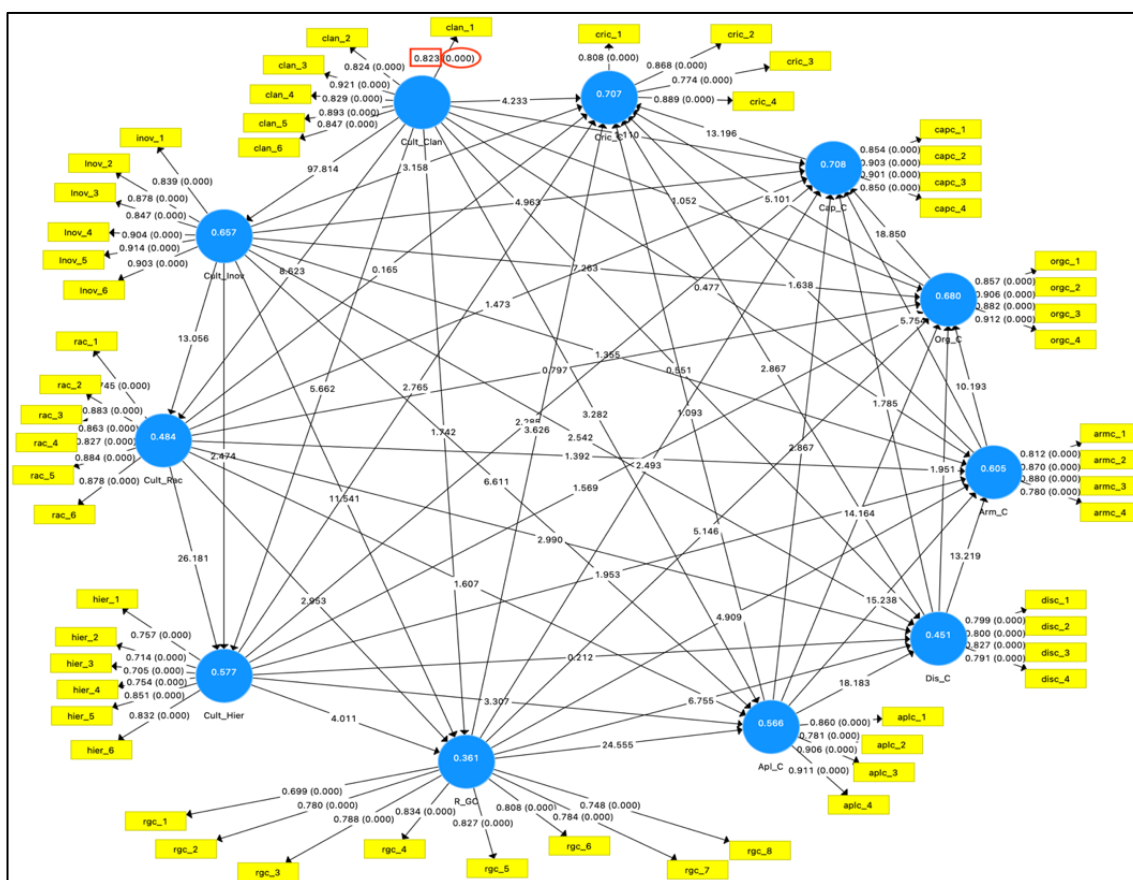 clan_1
clan_2
clan_3
clan_4
clan_5
clan_6
0.823 (0.000)
0.824 (0.000)
0.921 (0.000)
0.829 (0.000)
0.893 (0.000)
0.847 (0.000)
Cult_Clan
cric_1
cric_2
cric_3
cric_4
0.808 (0.000)
0.868 (0.000)
0.774 (0.000)
0.889 (0.000)
0.707
Cric_C
capc_1
capc_2
capc_3
capc_4
0.854 (0.000)
0.903 (0.000)
0.901 (0.000)
0.850 (0.000)
0.708
Cap_C
inov_1
Inov_2
Inov_3
Inov_4
Inov_5
Inov_6
0.839 (0.000)
0.878 (0.000)
0.847 (0.000)
0.904 (0.000)
0.914 (0.000)
0.903 (0.000)
0.657
Cult_Inov
orgc_1
orgc_2
orgc_3
orgc_4
0.857 (0.000)
0.906 (0.000)
0.882 (0.000)
0.912 (0.000)
0.680
Org_C
rac_1
rac_2
rac_3
rac_4
rac_5
rac_6
0.883 (0.000)
0.863 (0.000)
0.827 (0.000)
0.884 (0.000)
0.878 (0.000)
0.484
Cult_Rac
armc_1
armc_2
armc_3
armc_4
0.812 (0.000)
0.870 (0.000)
0.880 (0.000)
0.780 (0.000)
0.605
Arm_C
hier_1
hier_2
hier_3
hier_4
hier_5
hier_6
0.757 (0.000)
0.714 (0.000)
0.705 (0.000)
0.754 (0.000)
0.851 (0.000)
0.832 (0.000)
0.577
Cult_Hier
disc_1
disc_2
disc_3
disc_4
0.799 (0.000)
0.800 (0.000)
0.827 (0.000)
0.791 (0.000)
0.451
Dis_C
aplc_1
aplc_2
aplc_3
aplc_4
0.860 (0.000)
0.781 (0.000)
0.906 (0.000)
0.911 (0.000)
0.566
Apl_C
0.361
R_GC
0.699 (0.000)
0.780 (0.000)
0.788 (0.000)
0.834 (0.000)
0.827 (0.000)
0.808 (0.000)
0.784 (0.000)
0.748 (0.000)
rgc_1
rgc_2
rgc_3
rgc_4
rgc_5
rgc_6
rgc_7
rgc_8
4.233
13.196
97.814
3.158
4.963
5.101
1.052
18.850
8.623
0.165
7.263
0.477
1.638
1.473
5.754
13.056
5.662
2.765
0.797
1.355
0.551
2.867
10.193
1.742
3.626
3.282
1.093
1.785
2.474
2.542
2.493
2.867
1.392
1.951
11.541
6.611
1.569
14.164
5.146
26.181
2.990
1.607
1.953
13.219
2.953
15.238
4.909
0.212
18.183
4.011
3.307
6.755
24.555